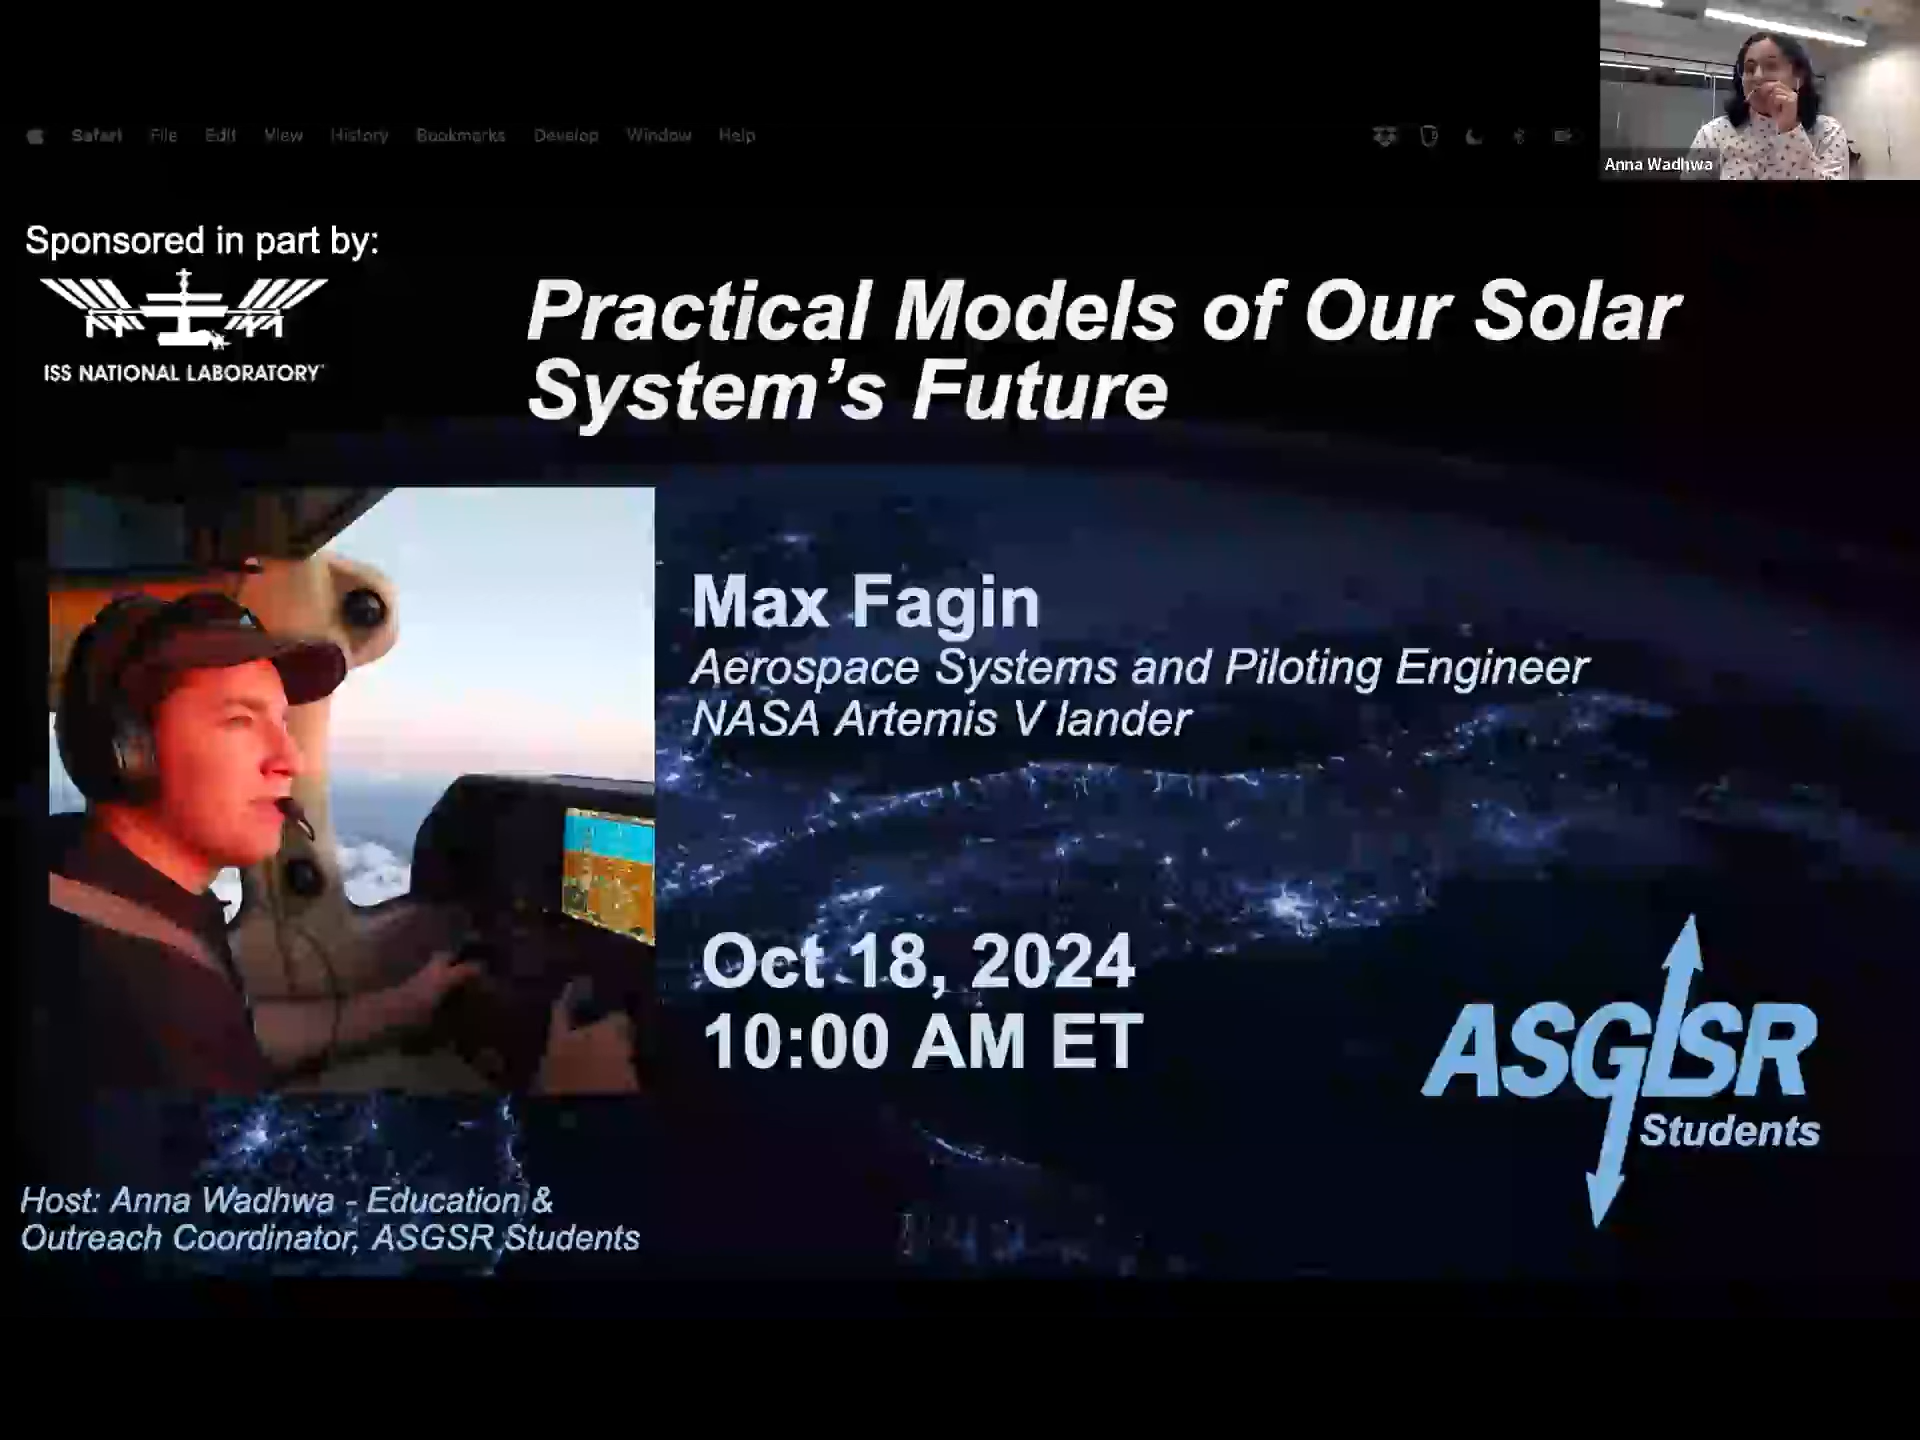 Safari File Edit View History Bookmarks Develop Window Help
Anna Wadhwa
Sponsored in part by:
ISS NATIONAL LABORATORY
Practical Models of Our Solar
System’s Future
Max Fagin
Aerospace Systems and Piloting Engineer
NASA Artemis V lander
Oct 18, 2024
10:00 AM ET
ASGSR
Students
Host: Anna Wadhwa - Education &
Outreach Coordinator, ASGSR Students